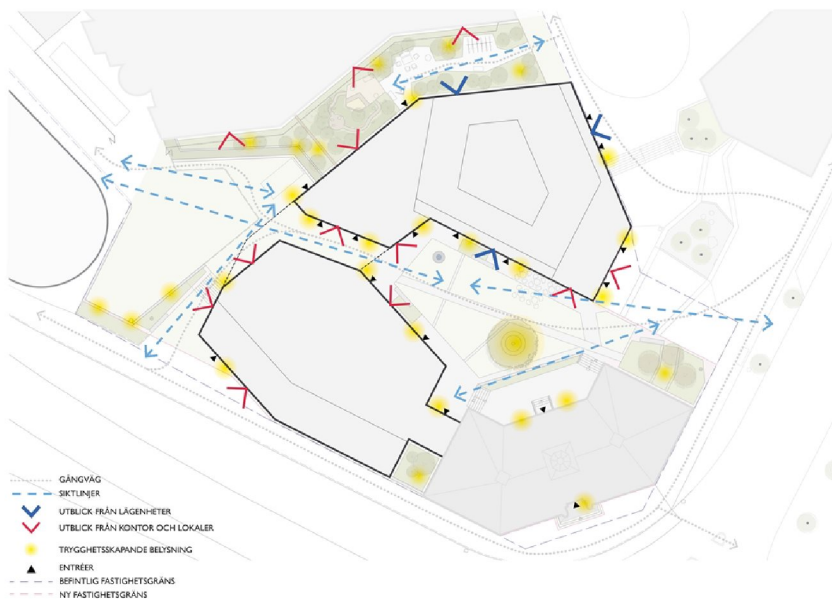 GÅNGVÄG
SIKTLINJER
UTBLICK FRÅN LÄGENHETER
UTBLICK FRÅN KONTOR OCH LOKALER
TRYGGHETSSKAPANDE BELYSNING
ENTRÉER
BEFINTLIG FASTIGHETSGRÄNS
NY FASTIGHETSGRÄNS